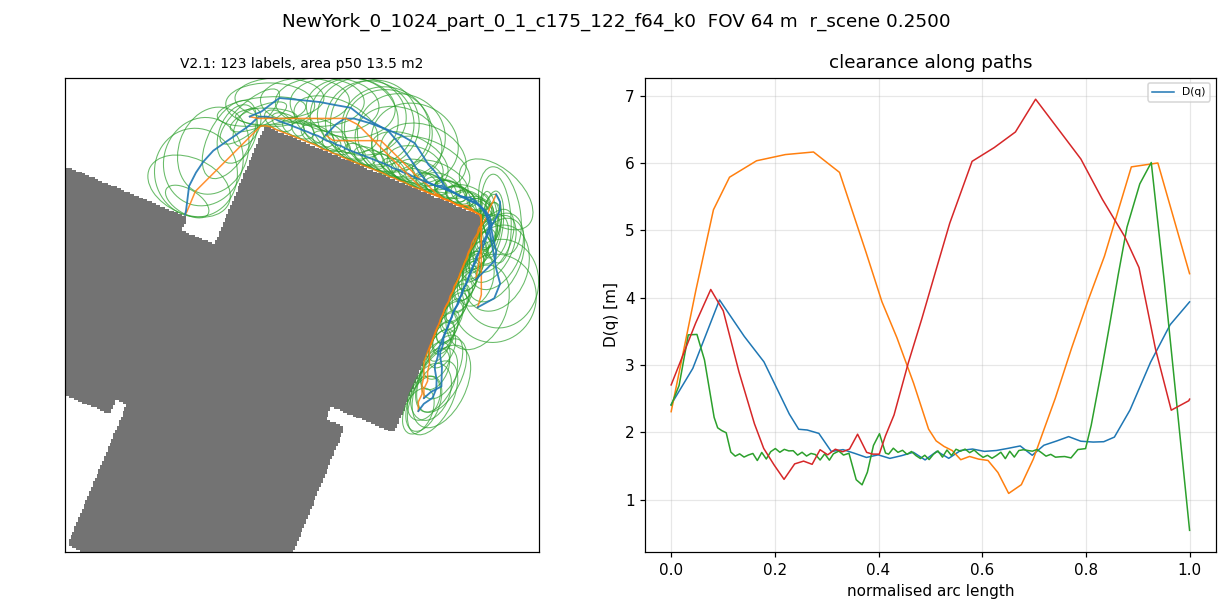 NewYork_0_1024_part_0_1_c175_122_f64_k0  FOV 64 m  r_scene 0.2500
V2.1: 123 labels, area p50 13.5 m2
clearance along paths
D(q)
7
6
5
4
3
2
1
D(q) [m]
0.0 0.2 0.4 0.6 0.8 1.0
normalised arc length